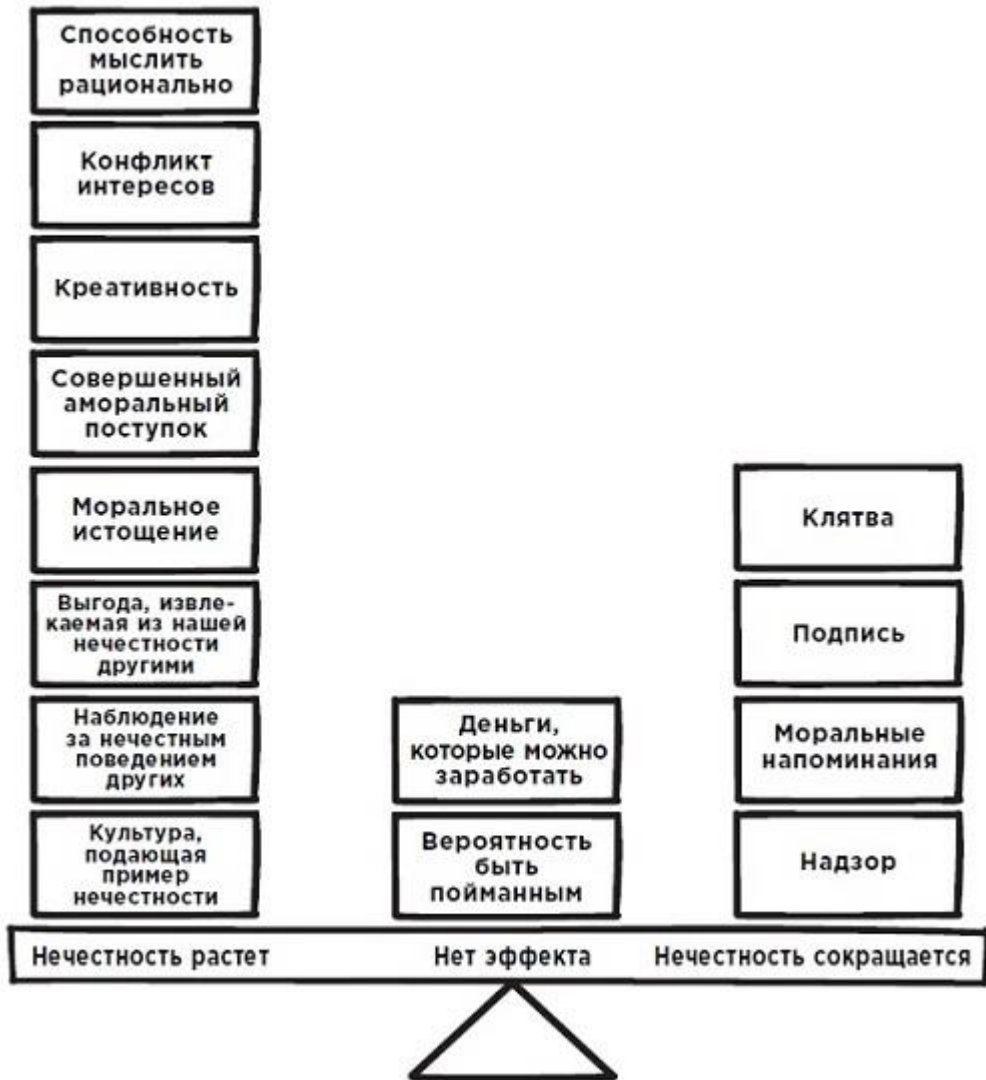 Способность
мыслить
рационально
Конфликт
интересов
Креативность
Совершенный
аморальный
поступок
Моральное
истощение
Выгода, извле-
каемая из нашей
нечестности
другими
Наблюдение
за нечестным
поведением
других
Культура,
подающая
пример
нечестности
Деньги,
которые можно
заработать
Вероятность
быть
пойманным
Клятва
Подпись
Моральные
напоминания
Надзор
Нечестность растет
Нет эффекта
Нечестность сокращается